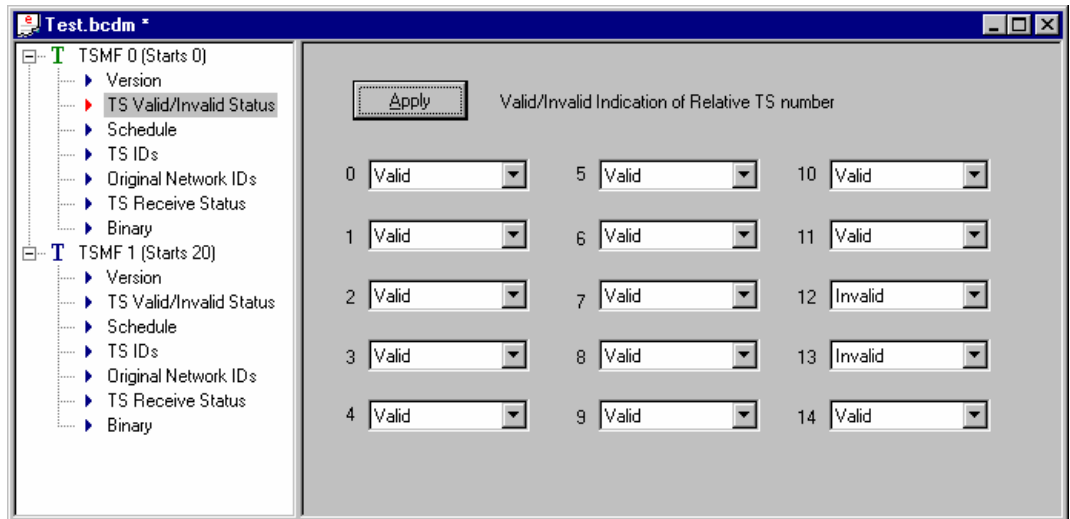 Test.bcdm *
T TSMF 0 (Starts 0)
Version
TS Valid/Invalid Status
Schedule
TS IDs
Original Network IDs
TS Receive Status
Binary
T TSMF 1 (Starts 20)
Version
TS Valid/Invalid Status
Schedule
TS IDs
Original Network IDs
TS Receive Status
Binary
Apply Valid/Invalid Indication of Relative TS number
0 Valid 5 Valid 10 Valid
1 Valid 6 Valid 11 Valid
2 Valid 7 Valid 12 Invalid
3 Valid 8 Valid 13 Invalid
4 Valid 9 Valid 14 Valid